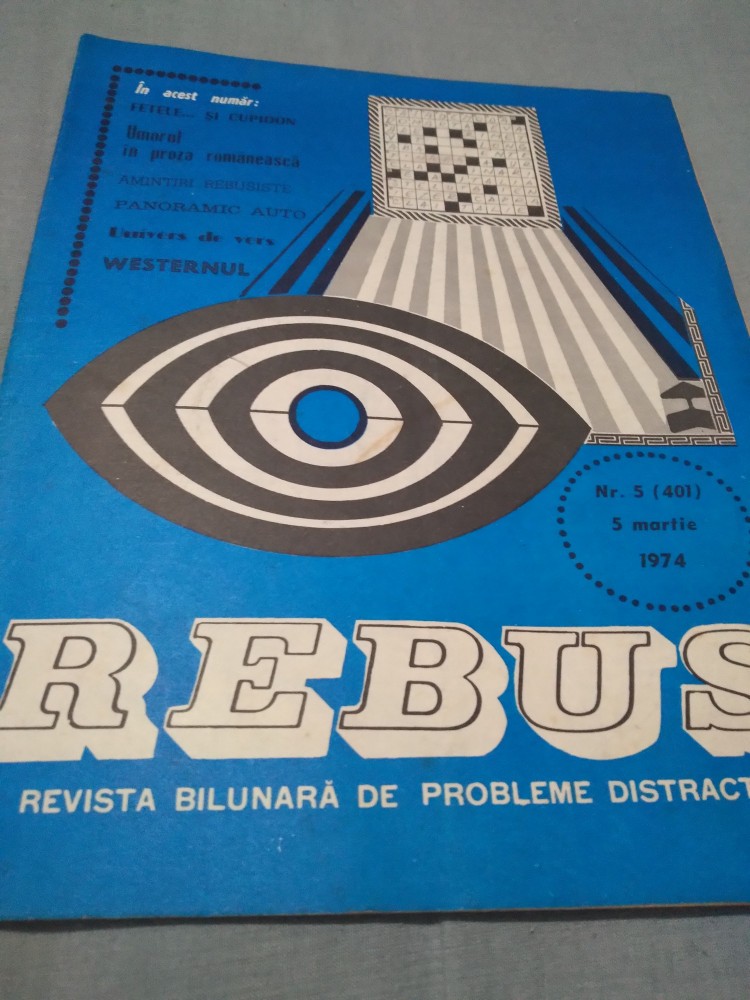 În acest număr:
FETELE... ȘI CUPIDON
Umorul
în proza românească
AMINTIRI REBUSISTE
PANORAMIC AUTO
Univers de vers
WESTERNUL
Nr. 5 (401)
5 martie
1974
REBUS
REVISTA BILUNARĂ DE PROBLEME DISTRACT